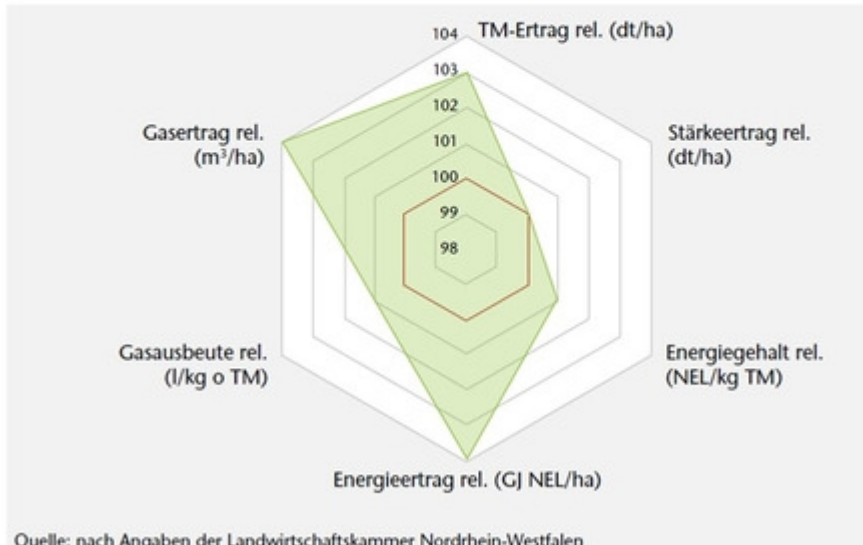 104
TM-Ertrag rel. (dt/ha)
103
102
101
100
99
98
Gasertrag rel.
(m³/ha)
Stärkeertrag rel.
(dt/ha)
Gasausbeute rel.
(l/kg o TM)
Energiegehalt rel.
(NEL/kg TM)
Energieertrag rel. (GJ NEL/ha)
Quelle: nach Angaben der Landwirtschaftskammer Nordrhein-Westfalen